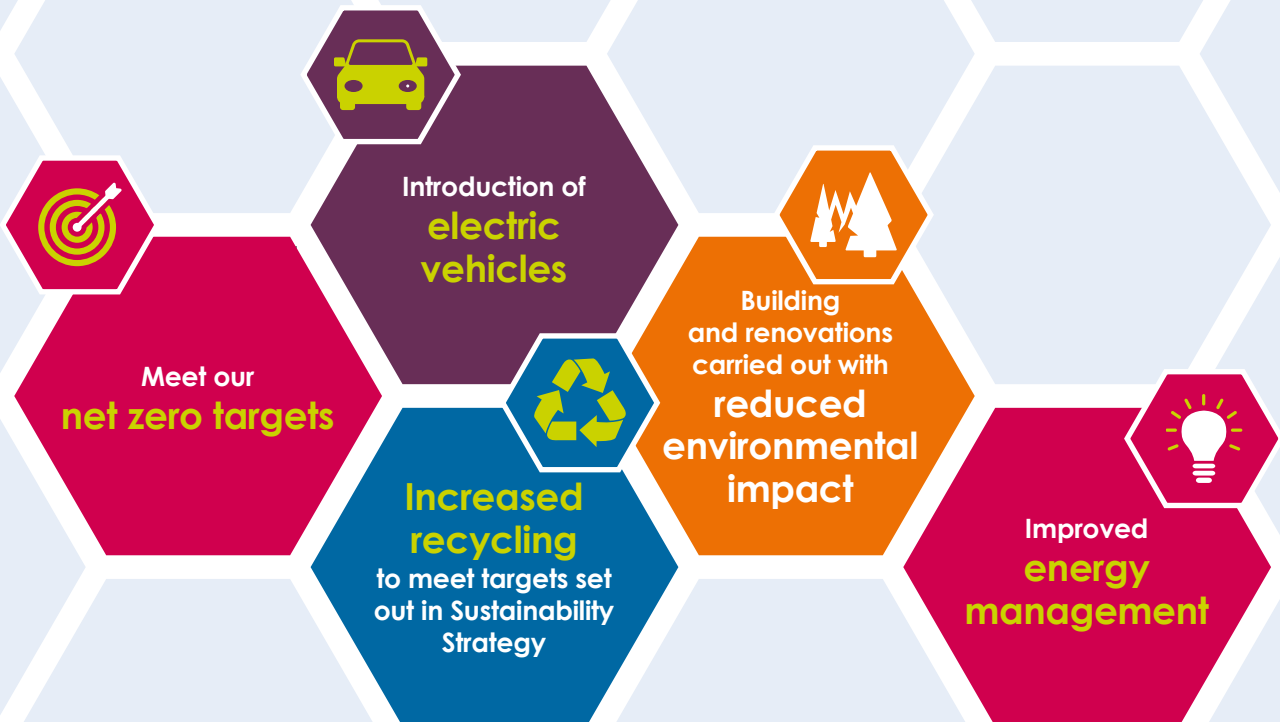 Introduction of
electric
vehicles
Meet our
net zero targets
Building
and renovations
carried out with
reduced
environmental
impact
Increased
recycling
to meet targets set
out in Sustainability
Strategy
Improved
energy
management